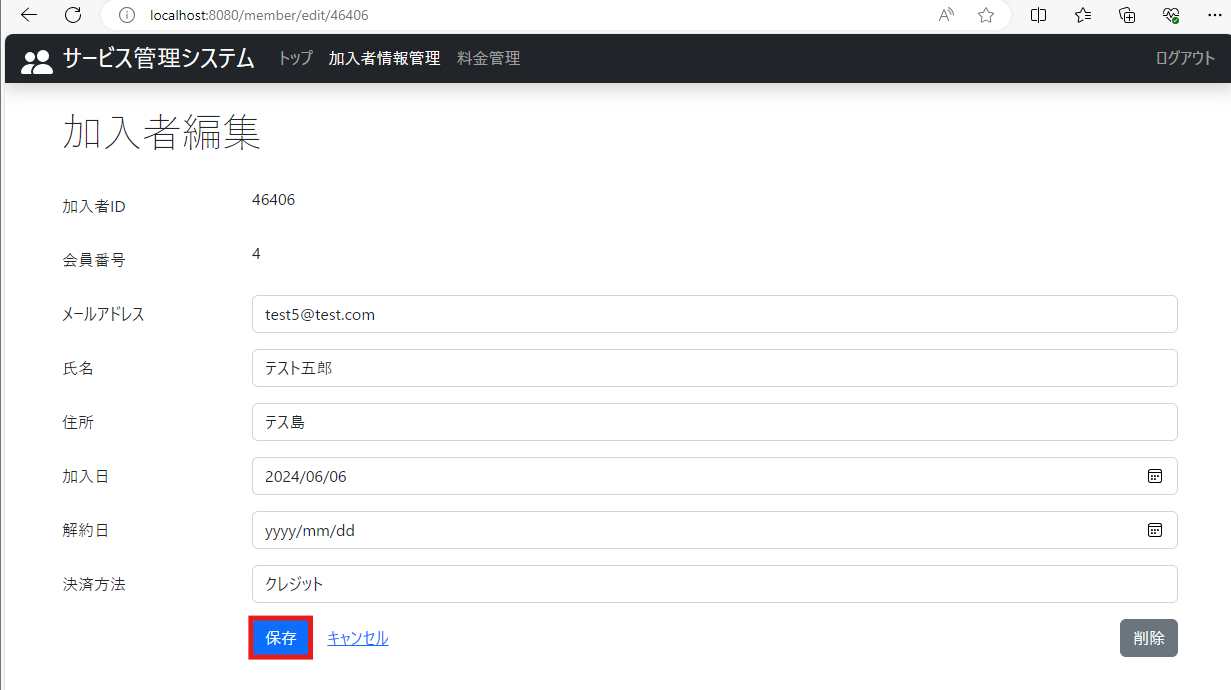 localhost:8080/member/edit/46406
サービス管理システム トップ 加入者情報管理 料金管理 ログアウト
加入者編集
加入者ID 46406
会員番号 4
メールアドレス test5@test.com
氏名 テスト五郎
住所 テス島
加入日 2024/06/06
解約日 yyyy/mm/dd
決済方法 クレジット
保存 キャンセル 削除